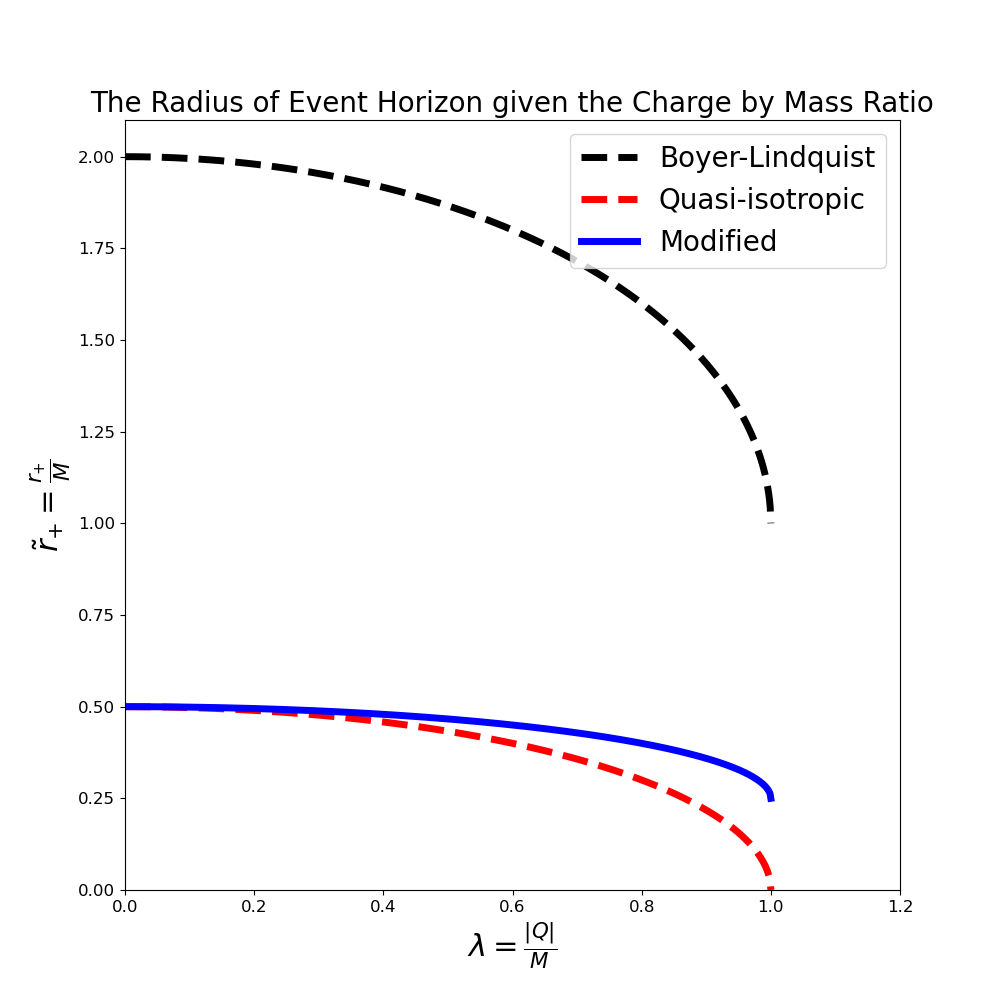 The Radius of Event Horizon given the Charge by Mass Ratio
Boyer-Lindquist
Quasi-isotropic
Modified
2.00
1.75
1.50
1.25
1.00
0.75
0.50
0.25
0.00
r̃₊ = r₊/M
0.0 0.2 0.4 0.6 0.8 1.0 1.2
λ = |Q|/M